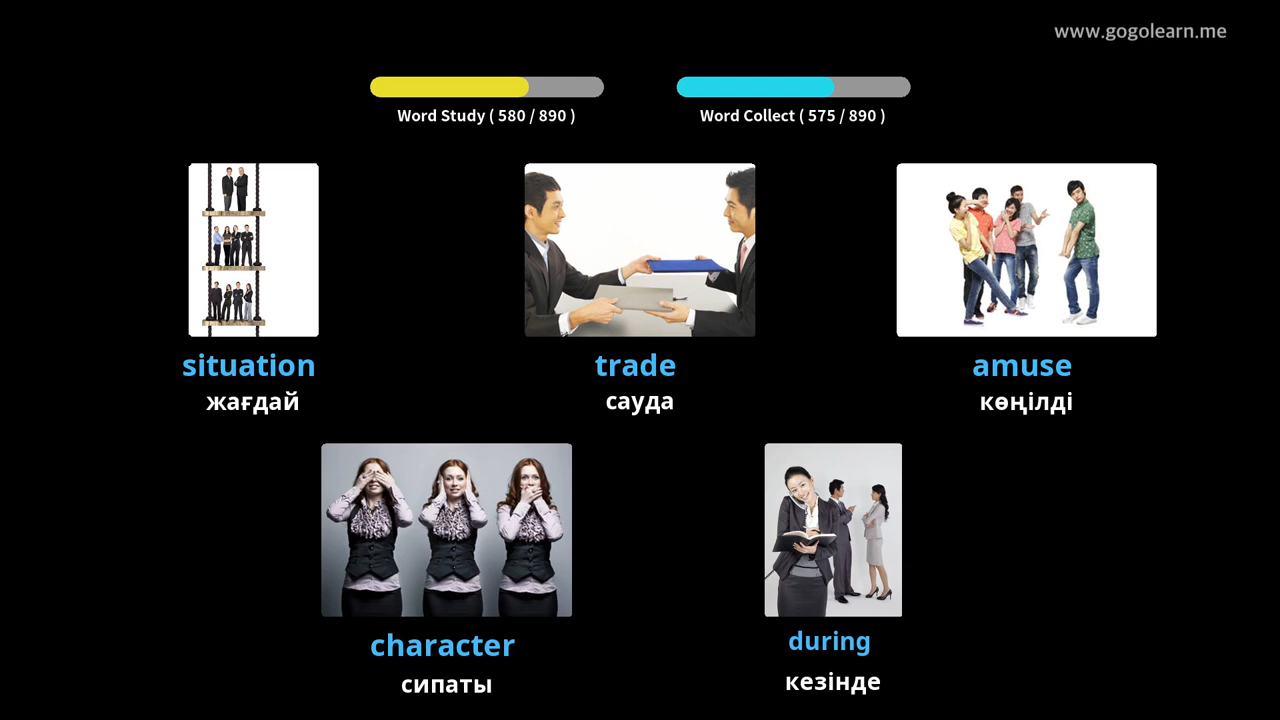 www.gogolearn.me
Word Study ( 580 / 890 )
Word Collect ( 575 / 890 )
situation
жағдай
trade
сауда
amuse
көңілді
character
сипаты
during
кезінде